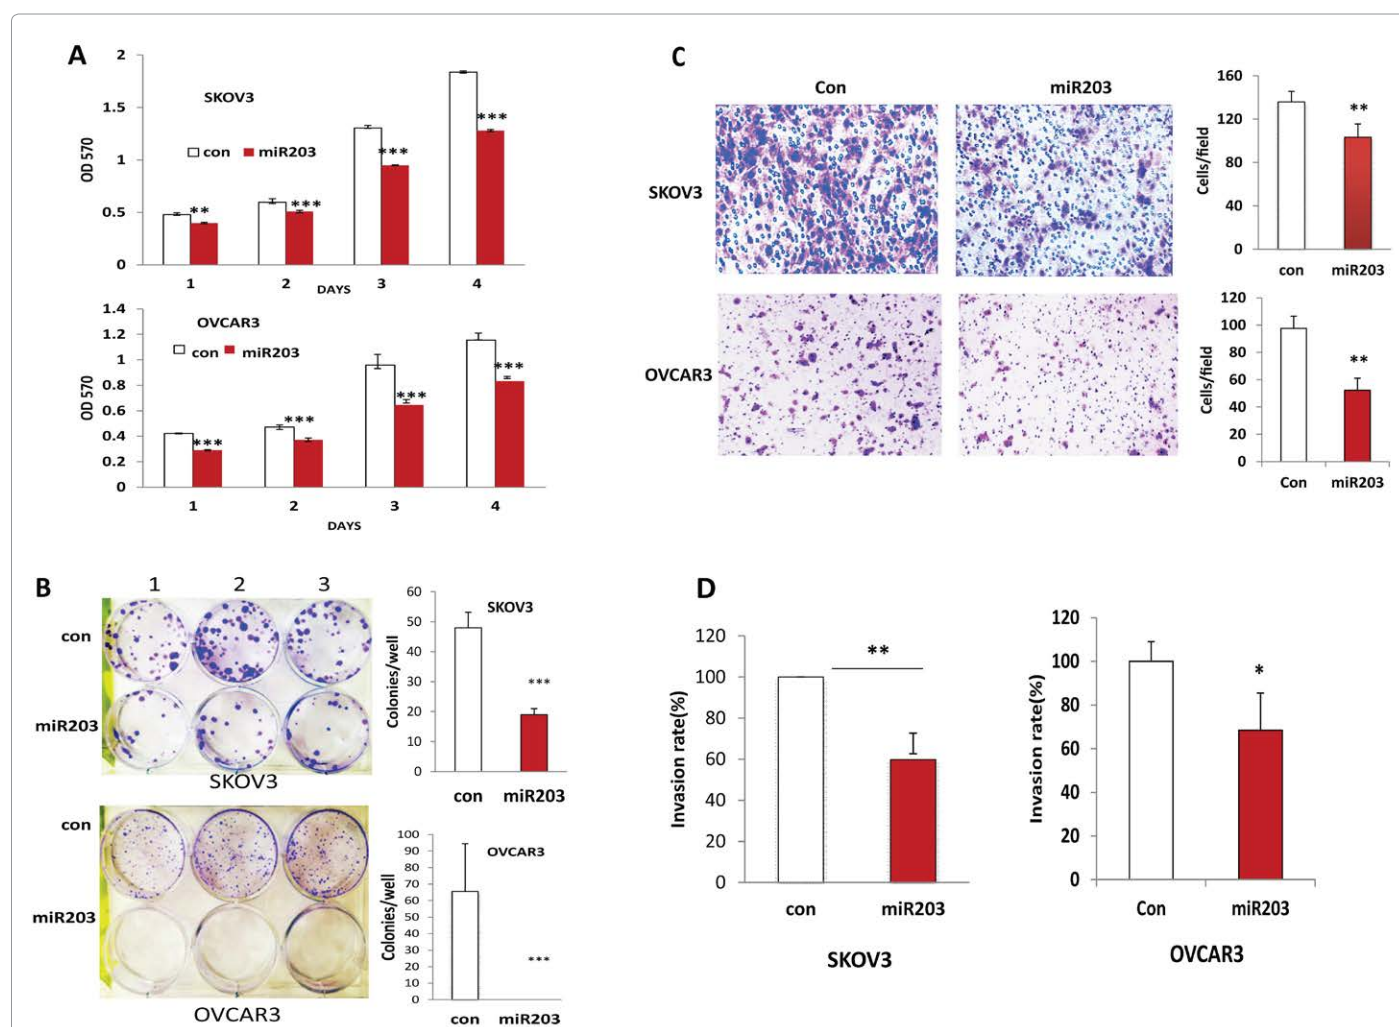 A
2
1.5
1
0.5
0
OD 570
SKOV3
con miR203
** *** *** ***
1 2 3 4
DAYS
1.4
1.2
1
0.8
0.6
0.4
0.2
0
OD 570
OVCAR3
con miR203
*** *** *** ***
1 2 3 4
DAYS
C
Con miR203
SKOV3
OVCAR3
160
120
80
40
0
Cells/field
**
con miR203
120
100
80
60
40
20
0
Cells/field
**
Con miR203
B
1 2 3
con
miR203
SKOV3
con
miR203
OVCAR3
60
50
40
30
20
10
0
Colonies/well
SKOV3
***
con miR203
100
90
80
70
60
50
40
30
20
10
0
Colonies/well
OVCAR3
***
con miR203
D
120
100
80
60
40
20
0
Invasion rate(%)
**
con miR203
SKOV3
120
100
80
60
40
20
0
Invasion rate(%)
*
Con miR203
OVCAR3